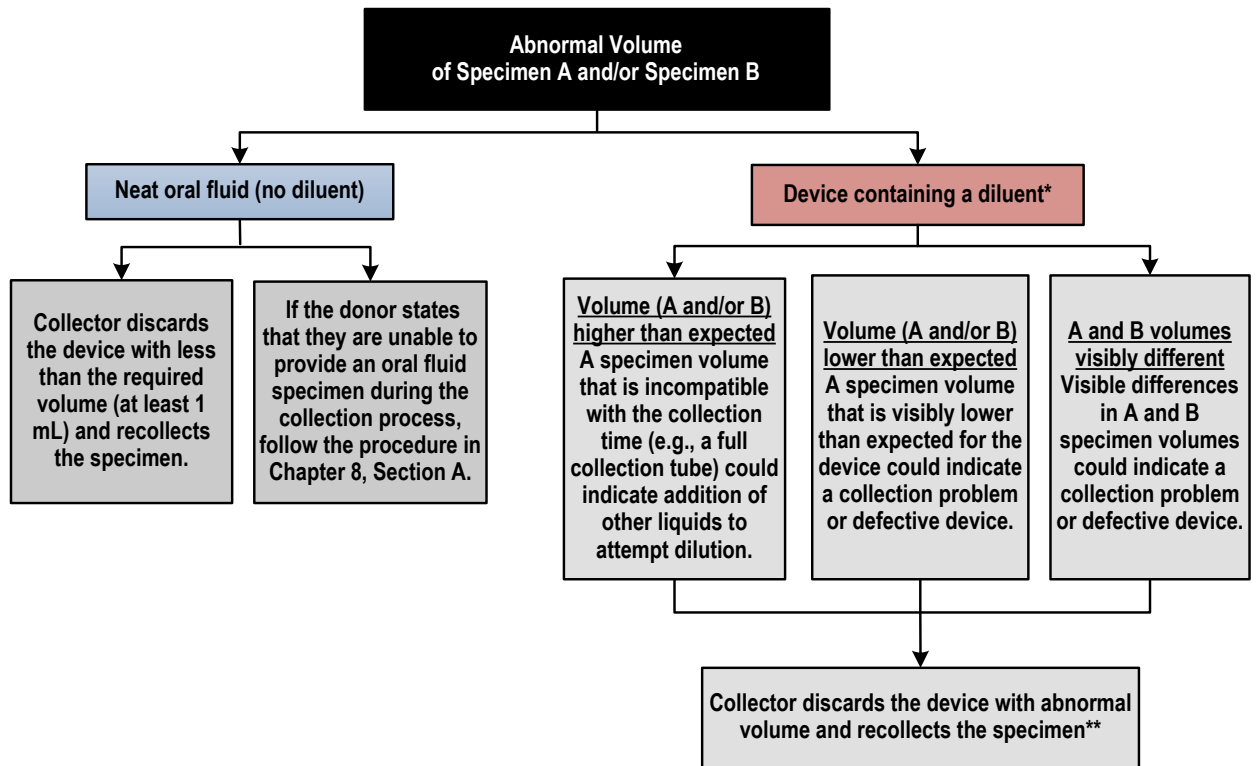 Abnormal Volume
of Specimen A and/or Specimen B
Neat oral fluid (no diluent)
Device containing a diluent*
Collector discards
the device with less
than the required
volume (at least 1
mL) and recollects
the specimen.
If the donor states
that they are unable to
provide an oral fluid
specimen during the
collection process,
follow the procedure in
Chapter 8, Section A.
Volume (A and/or B)
higher than expected
A specimen volume
that is incompatible
with the collection
time (e.g., a full
collection tube) could
indicate addition of
other liquids to
attempt dilution.
Volume (A and/or B)
lower than expected
A specimen volume
that is visibly lower
than expected for the
device could indicate
a collection problem
or defective device.
A and B volumes
visibly different
Visible differences
in A and B
specimen volumes
could indicate a
collection problem
or defective device.
Collector discards the device with abnormal
volume and recollects the specimen**